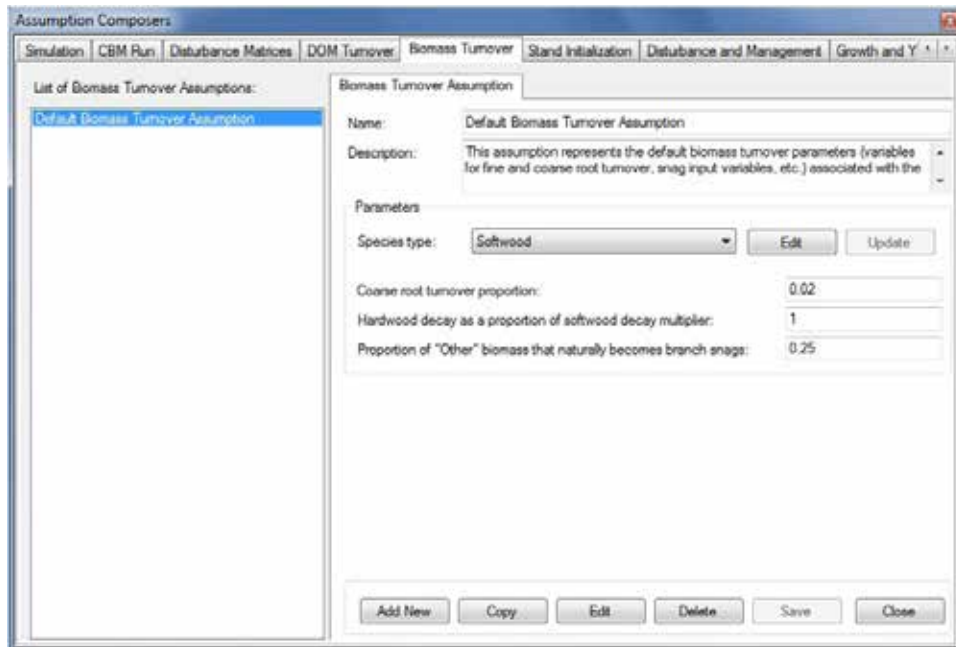 Assumption Composers
Simulation CBM Run Disturbance Matrices DOM Turnover Biomass Turnover Stand Initialization Disturbance and Management Growth and Y
List of Biomass Turnover Assumptions:
Default Biomass Turnover Assumption
Biomass Turnover Assumption
Name: Default Biomass Turnover Assumption
Description: This assumption represents the default biomass turnover parameters (variables
for fine and coarse root turnover, snag input variables, etc.) associated with the
Parameters
Species type: Softwood Edit Update
Coarse root turnover proportion: 0.02
Hardwood decay as a proportion of softwood decay multiplier: 1
Proportion of "Other" biomass that naturally becomes branch snags: 0.25
Add New Copy Edit Delete Save Close